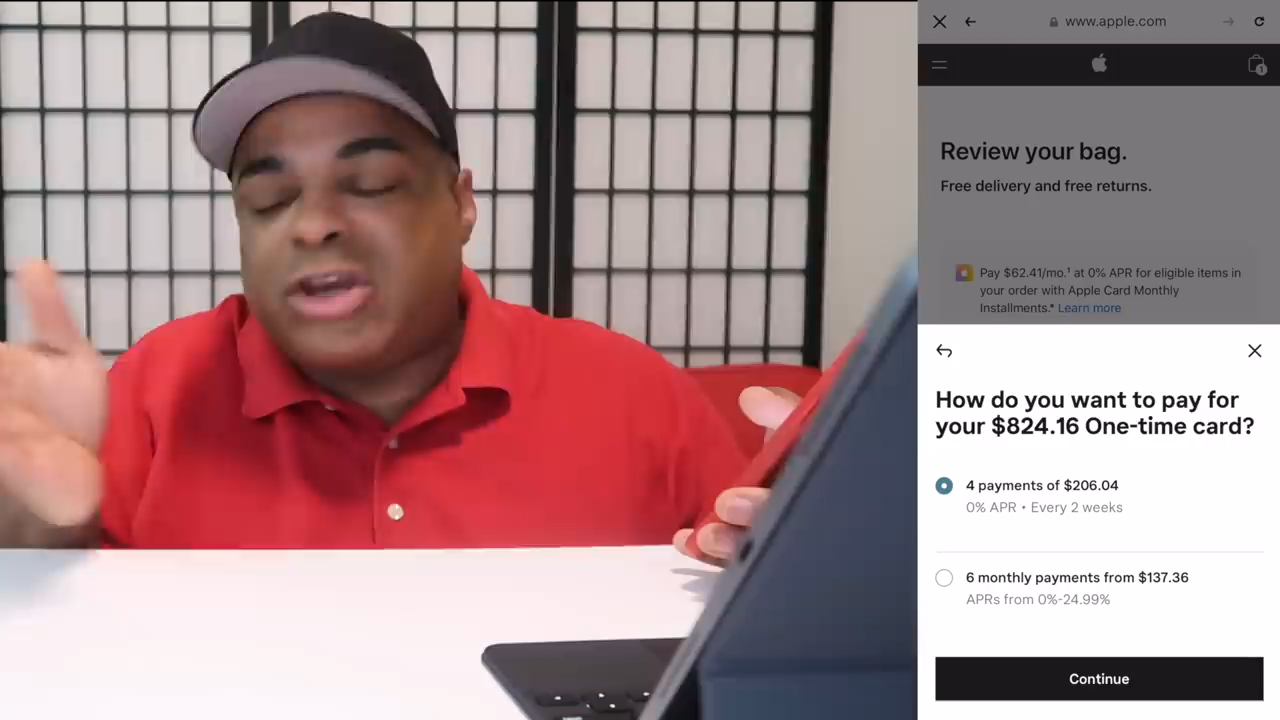 www.apple.com
1
Review your bag.
Free delivery and free returns.
Pay $62.41/mo.¹ at 0% APR for eligible items in
your order with Apple Card Monthly
Installments.* Learn more
How do you want to pay for
your $824.16 One-time card?
4 payments of $206.04
0% APR • Every 2 weeks
6 monthly payments from $137.36
APRs from 0%-24.99%
Continue